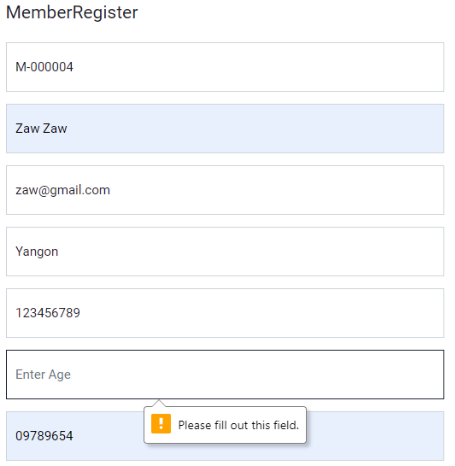 MemberRegister
M-000004
Zaw Zaw
zaw@gmail.com
Yangon
123456789
Enter Age
Please fill out this field.
09789654